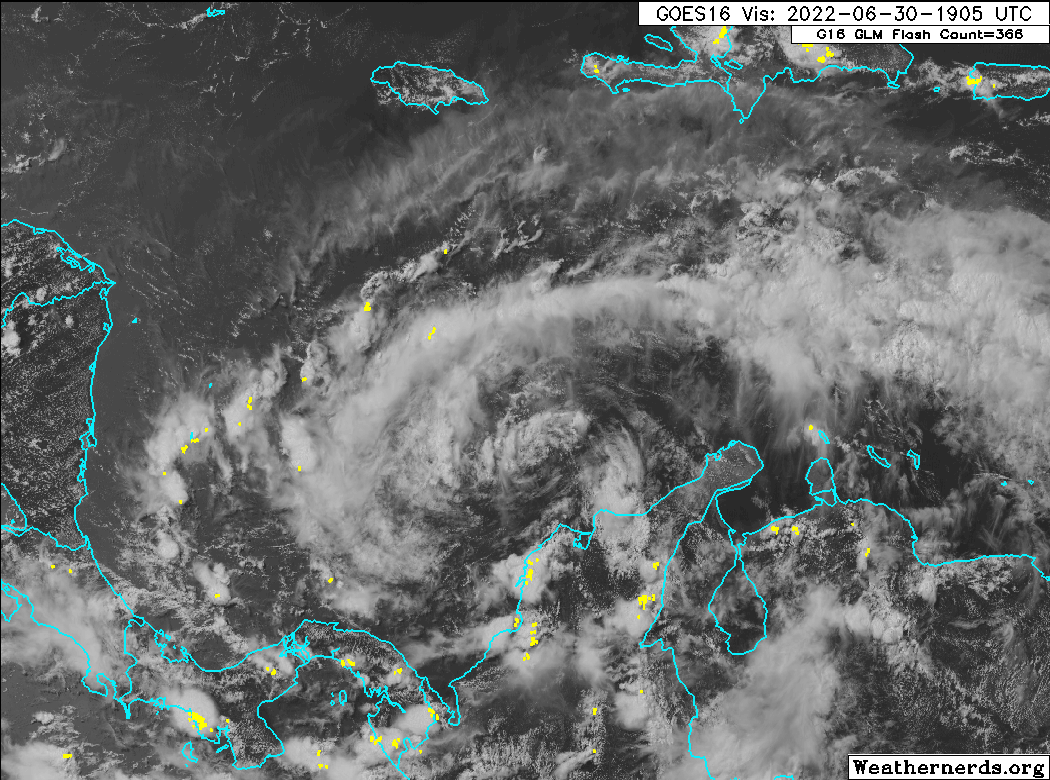 GOES16 Vis: 2022-06-30-1905 UTC
G16 GLM Flash Count=366
Weathernerds.org